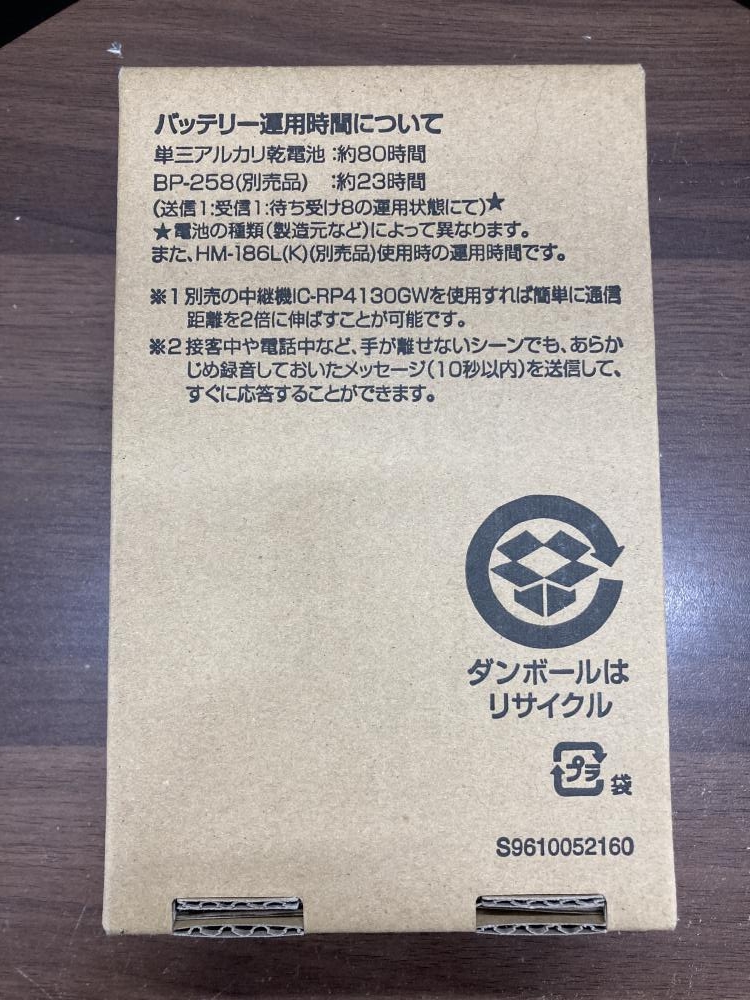 バッテリー運用時間について
単三アルカリ乾電池 :約80時間
BP-258(別売品) :約23時間
(送信1:受信1:待ち受け8の運用状態にて)★
★電池の種類(製造元など)によって異なります。
また、HM-186L(K)(別売品)使用時の運用時間です。
※1 別売の中継機IC-RP4130GWを使用すれば簡単に通信
距離を2倍に伸ばすことが可能です。
※2 接客中や電話中など、手が離せないシーンでも、あらか
じめ録音しておいたメッセージ(10秒以内)を送信して、
すぐに応答することができます。
ダンボールは
リサイクル
プラ 袋
S9610052160